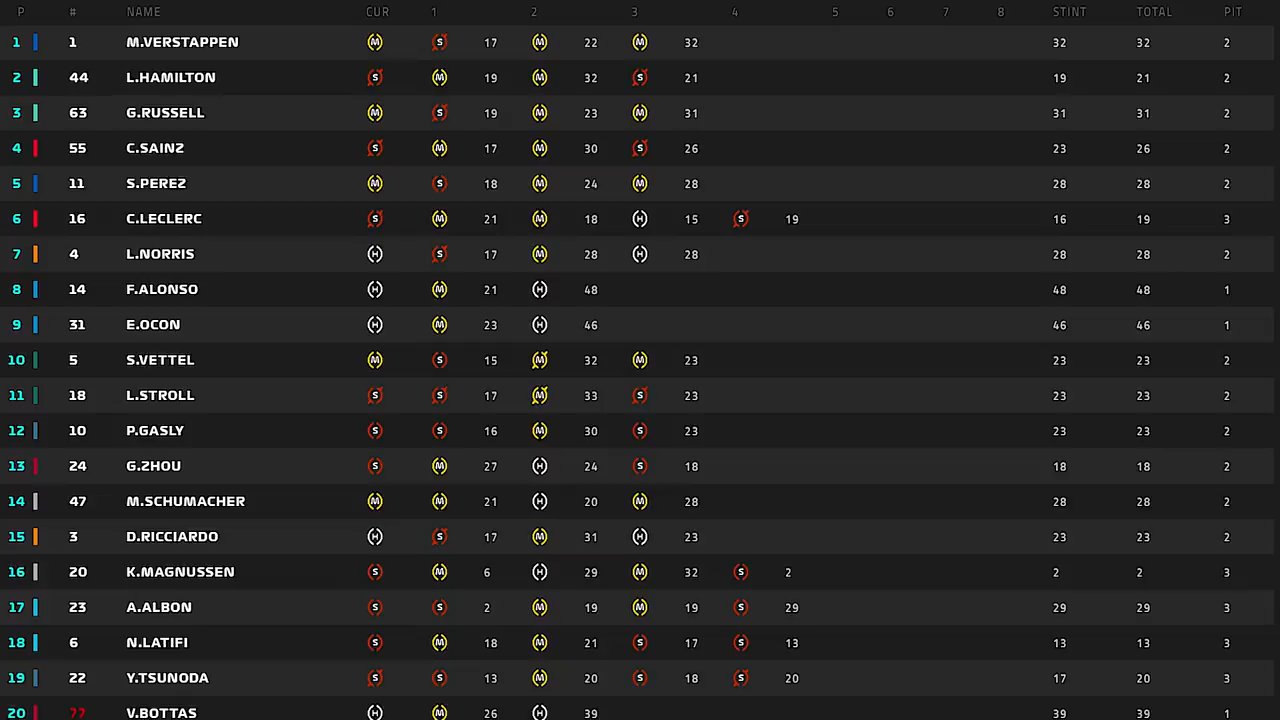 P # NAME CUR 1 2 3 4 5 6 7 8 STINT TOTAL PIT
1 1 M.VERSTAPPEN M S 17 M 22 M 32 32 32 2
2 44 L.HAMILTON S M 19 M 32 S 21 19 21 2
3 63 G.RUSSELL M S 19 M 23 M 31 31 31 2
4 55 C.SAINZ S M 17 M 30 S 26 23 26 2
5 11 S.PEREZ M S 18 M 24 M 28 28 28 2
6 16 C.LECLERC S M 21 M 18 H 15 S 19 16 19 3
7 4 L.NORRIS H S 17 M 28 H 28 28 28 2
8 14 F.ALONSO H M 21 H 48 48 48 1
9 31 E.OCON H M 23 H 46 46 46 1
10 5 S.VETTEL M S 15 M 32 M 23 23 23 2
11 18 L.STROLL S S 17 M 33 S 23 23 23 2
12 10 P.GASLY S S 16 M 30 S 23 23 23 2
13 24 G.ZHOU S M 27 H 24 S 18 18 18 2
14 47 M.SCHUMACHER M M 21 H 20 M 28 28 28 2
15 3 D.RICCIARDO H S 17 M 31 H 23 23 23 2
16 20 K.MAGNUSSEN S M 6 H 29 M 32 S 2 2 2 3
17 23 A.ALBON S S 2 M 19 M 19 S 29 29 29 3
18 6 N.LATIFI S M 18 M 21 S 17 S 13 13 13 3
19 22 Y.TSUNODA S S 13 M 20 S 18 S 20 17 20 3
20 77 V.BOTTAS H M 26 H 39 39 39 1